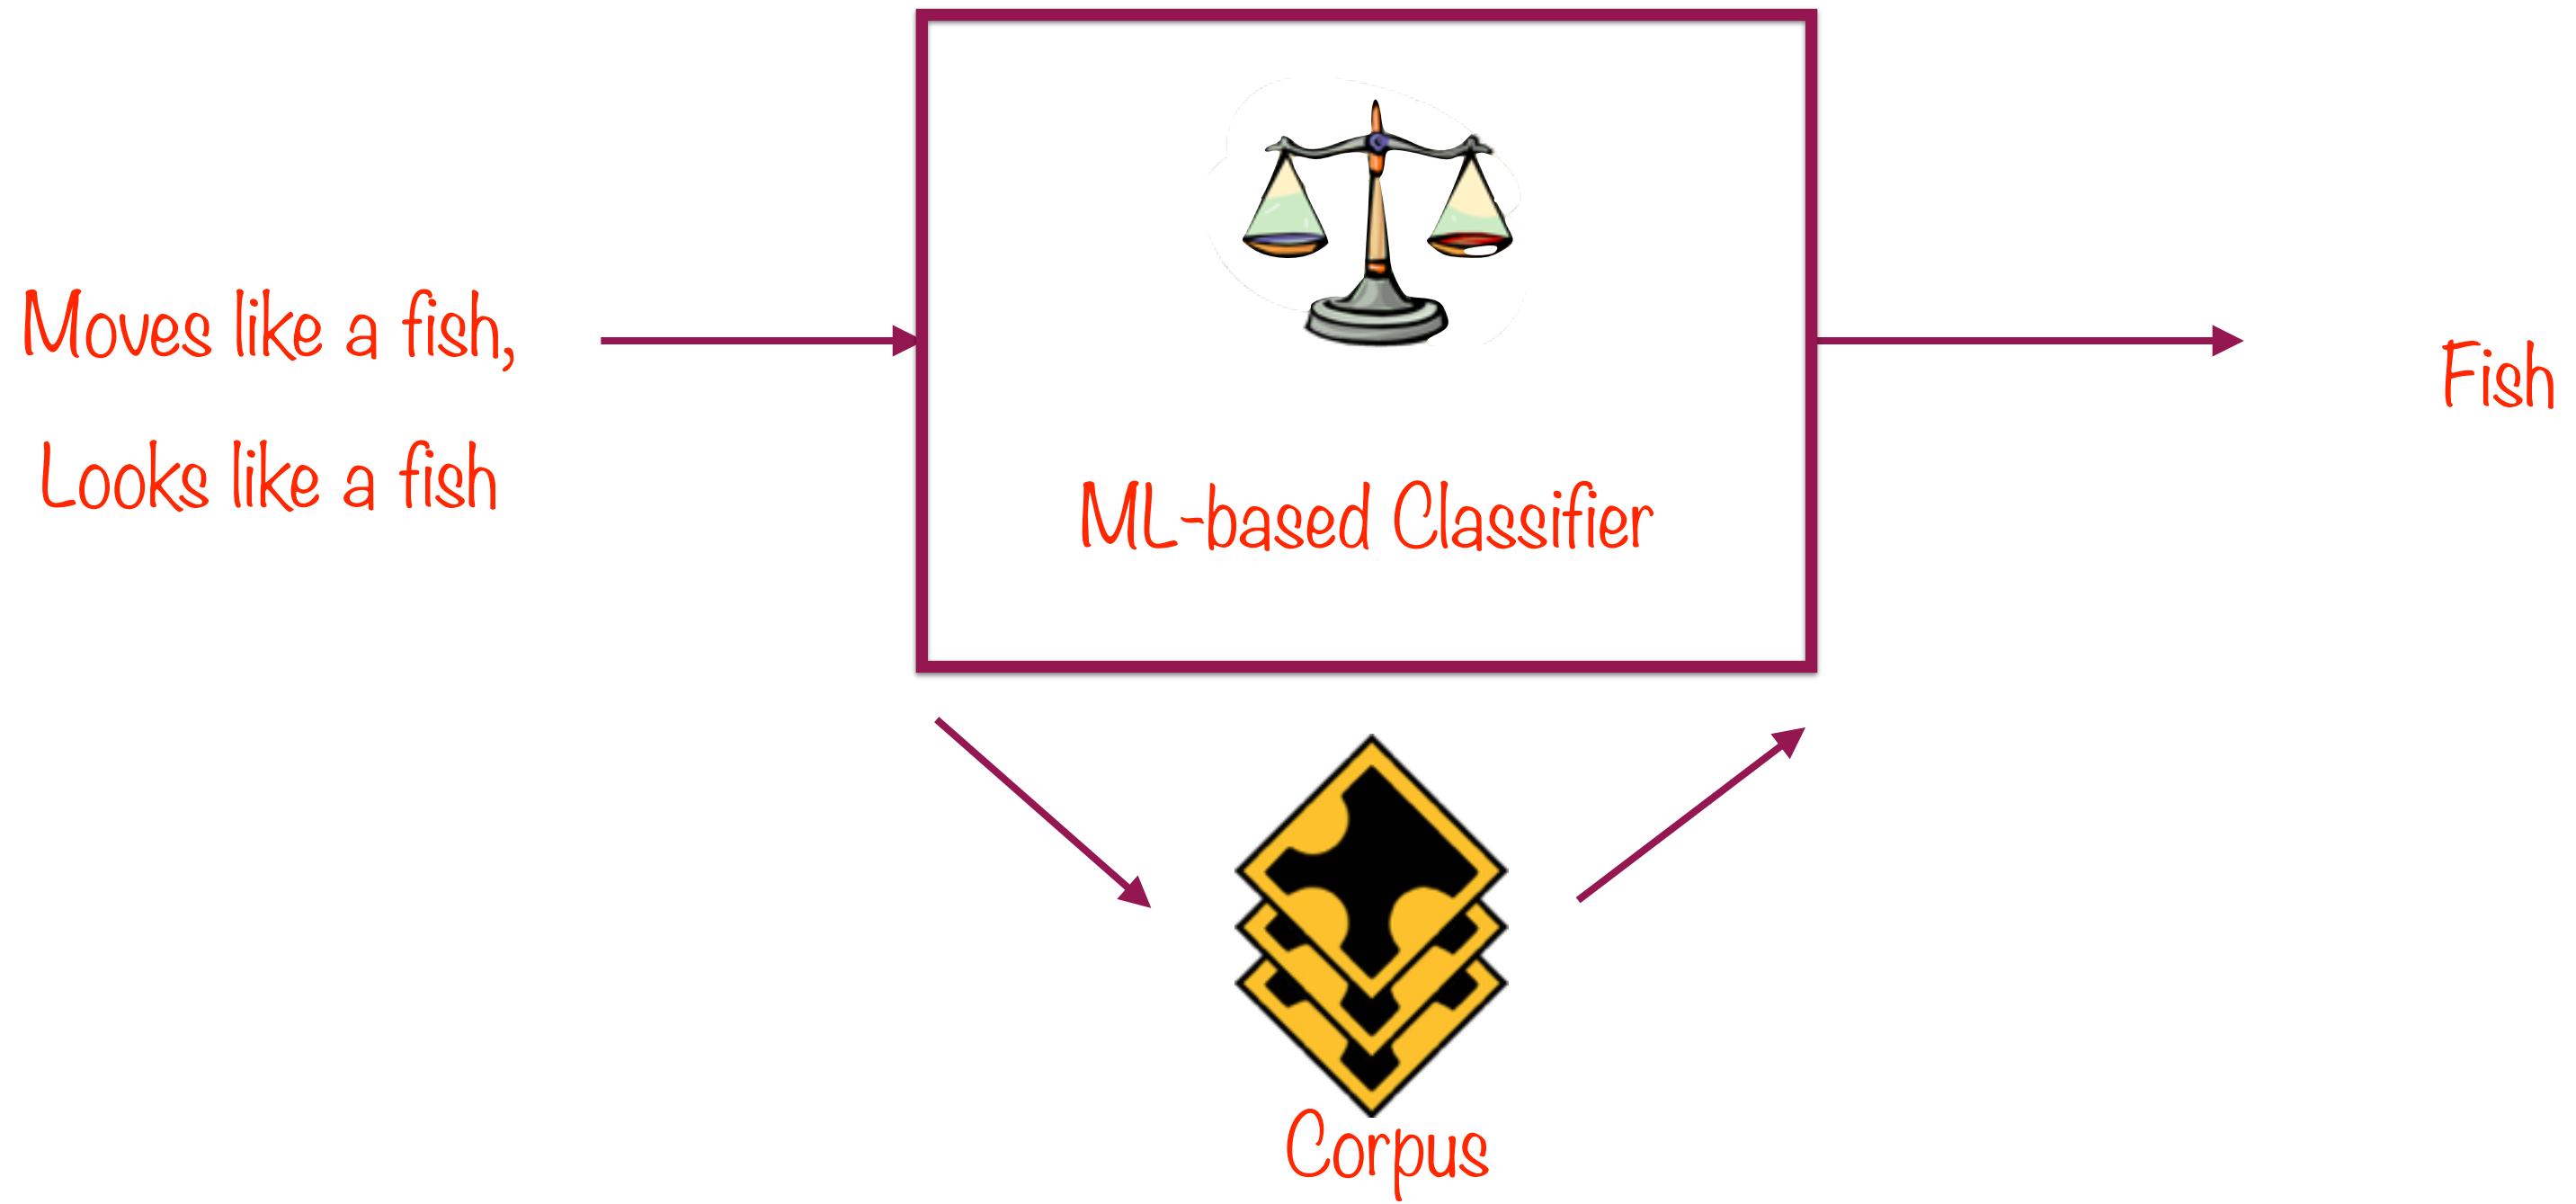 Moves like a fish,
Looks like a fish
ML-based Classifier
Fish
Corpus